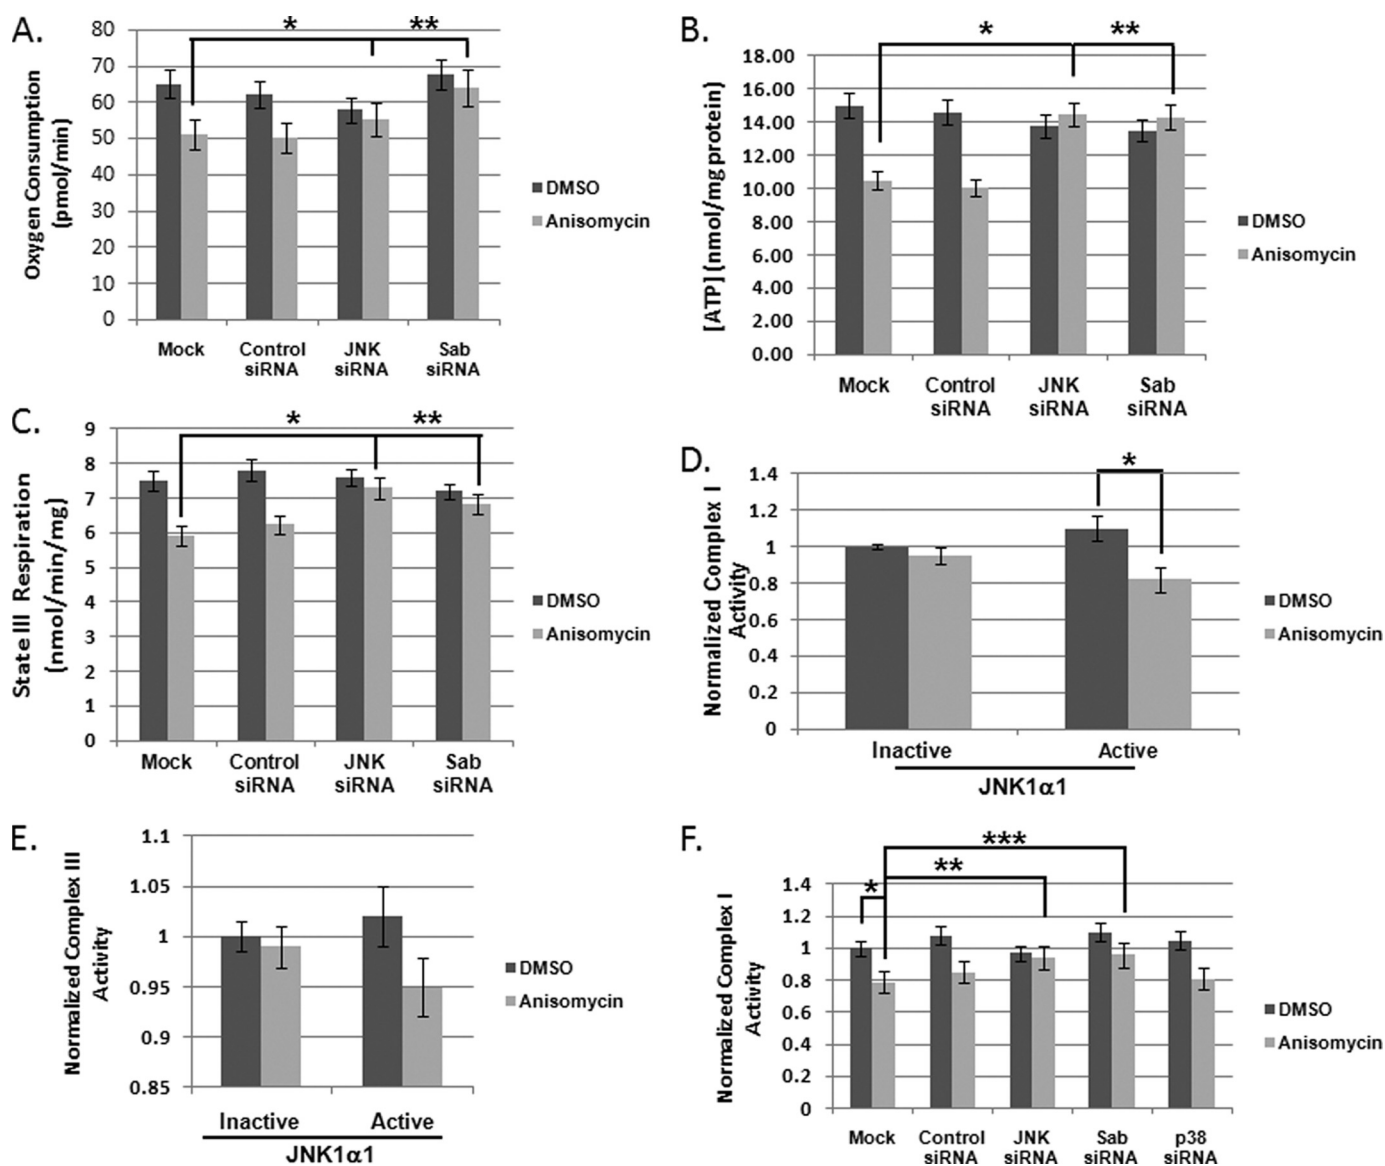 A.
Oxygen Consumption
(pmol/min)
80
70
60
50
40
30
20
10
0
*
**
Mock
Control
siRNA
JNK
siRNA
Sab
siRNA
DMSO
Anisomycin
B.
[ATP] (nmol/mg protein)
18.00
16.00
14.00
12.00
10.00
8.00
6.00
4.00
2.00
0.00
*
**
Mock
Control
siRNA
JNK
siRNA
Sab
siRNA
DMSO
Anisomycin
C.
State III Respiration
(nmol/min/mg)
9
8
7
6
5
4
3
2
1
0
*
**
Mock
Control
siRNA
JNK
siRNA
Sab
siRNA
DMSO
Anisomycin
D.
Normalized Complex I
Activity
1.4
1.2
1
0.8
0.6
0.4
0.2
0
*
Inactive
Active
JNK1α1
DMSO
Anisomycin
E.
Normalized Complex III
Activity
1.1
1.05
1
0.95
0.9
0.85
Inactive
Active
JNK1α1
DMSO
Anisomycin
F.
Normalized Complex I
Activity
1.4
1.2
1
0.8
0.6
0.4
0.2
0
*
**
***
Mock
Control
siRNA
JNK
siRNA
Sab
siRNA
p38
siRNA
DMSO
Anisomycin